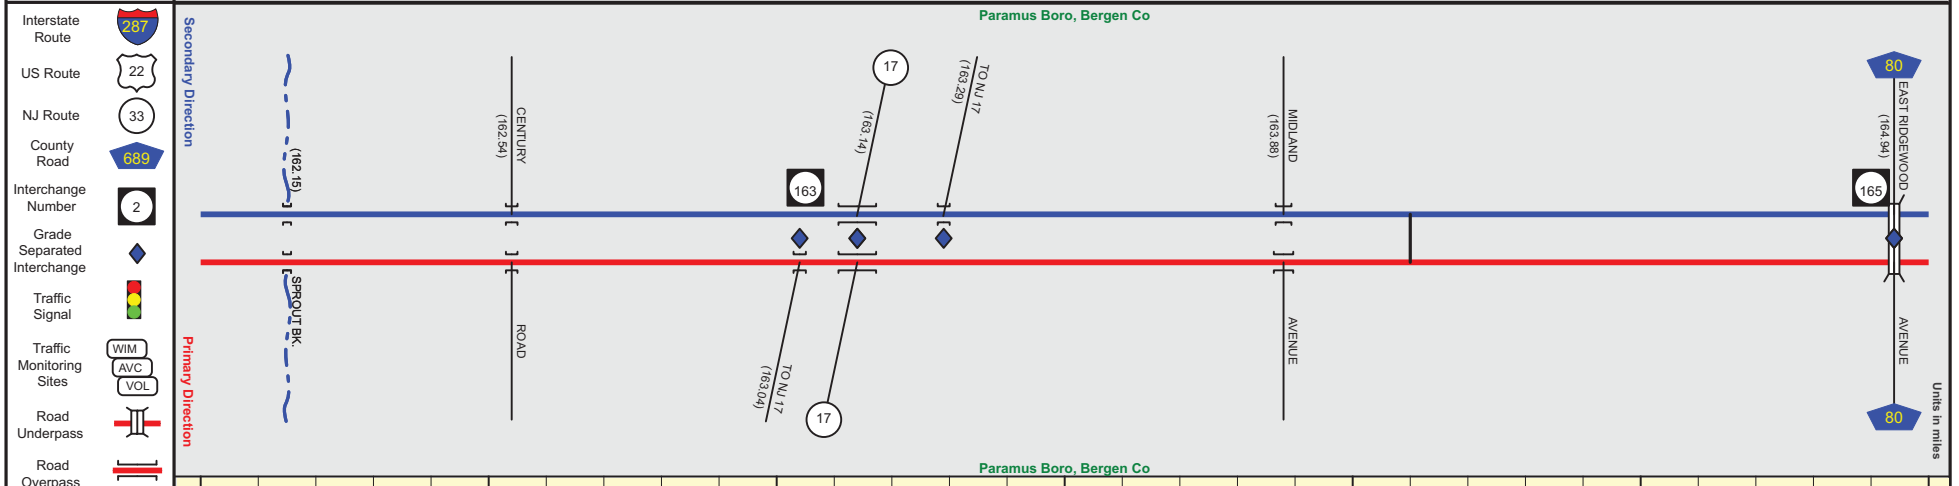 Interstate
Route
287
US Route
22
NJ Route
33
County
Road
689
Interchange
Number
2
Grade
Separated
Interchange
Traffic
Signal
Traffic
Monitoring
Sites
WIM
AVC
VOL
Road
Underpass
Road
Overpass
Secondary Direction
Primary Direction
Paramus Boro, Bergen Co
(162.15)
SPROUT BK.
CENTURY
(162.54)
ROAD
163
17
(163.14)
TO NJ 17
(163.29)
TO NJ 17
(163.04)
17
MIDLAND
(163.88)
AVENUE
80
EAST RIDGEWOOD
(164.94)
165
AVENUE
80
Units in miles
Paramus Boro, Bergen Co